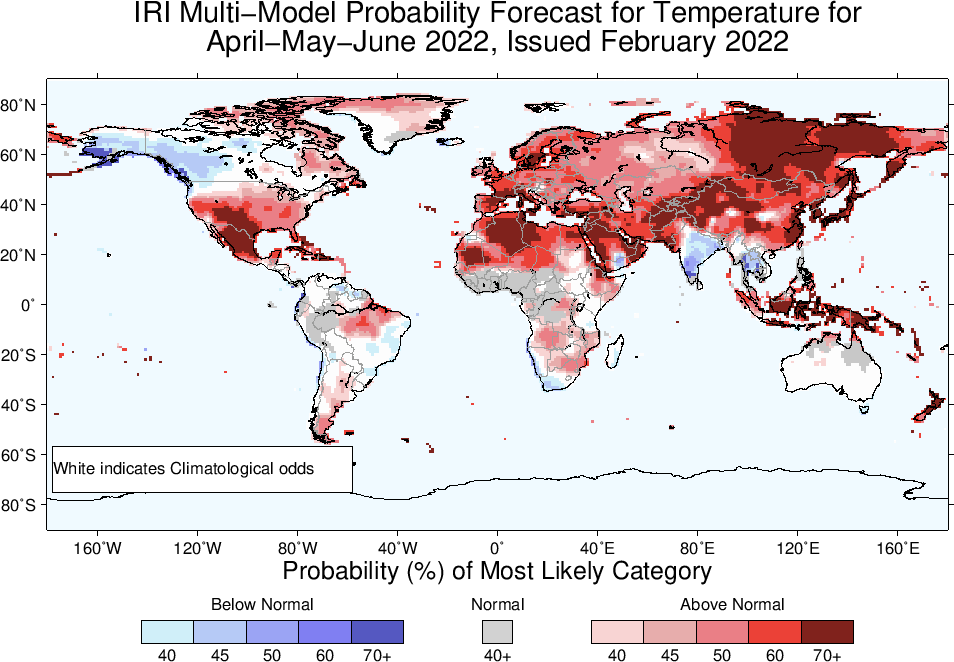 IRI Multi−Model Probability Forecast for Temperature for
April−May−June 2022, Issued February 2022
80˚N
60˚N
40˚N
20˚N
0˚
20˚S
40˚S
60˚S
80˚S
White indicates Climatological odds
160˚W 120˚W 80˚W 40˚W 0˚ 40˚E 80˚E 120˚E 160˚E
Probability (%) of Most Likely Category
Below Normal Normal Above Normal
40 45 50 60 70+ 40+ 40 45 50 60 70+